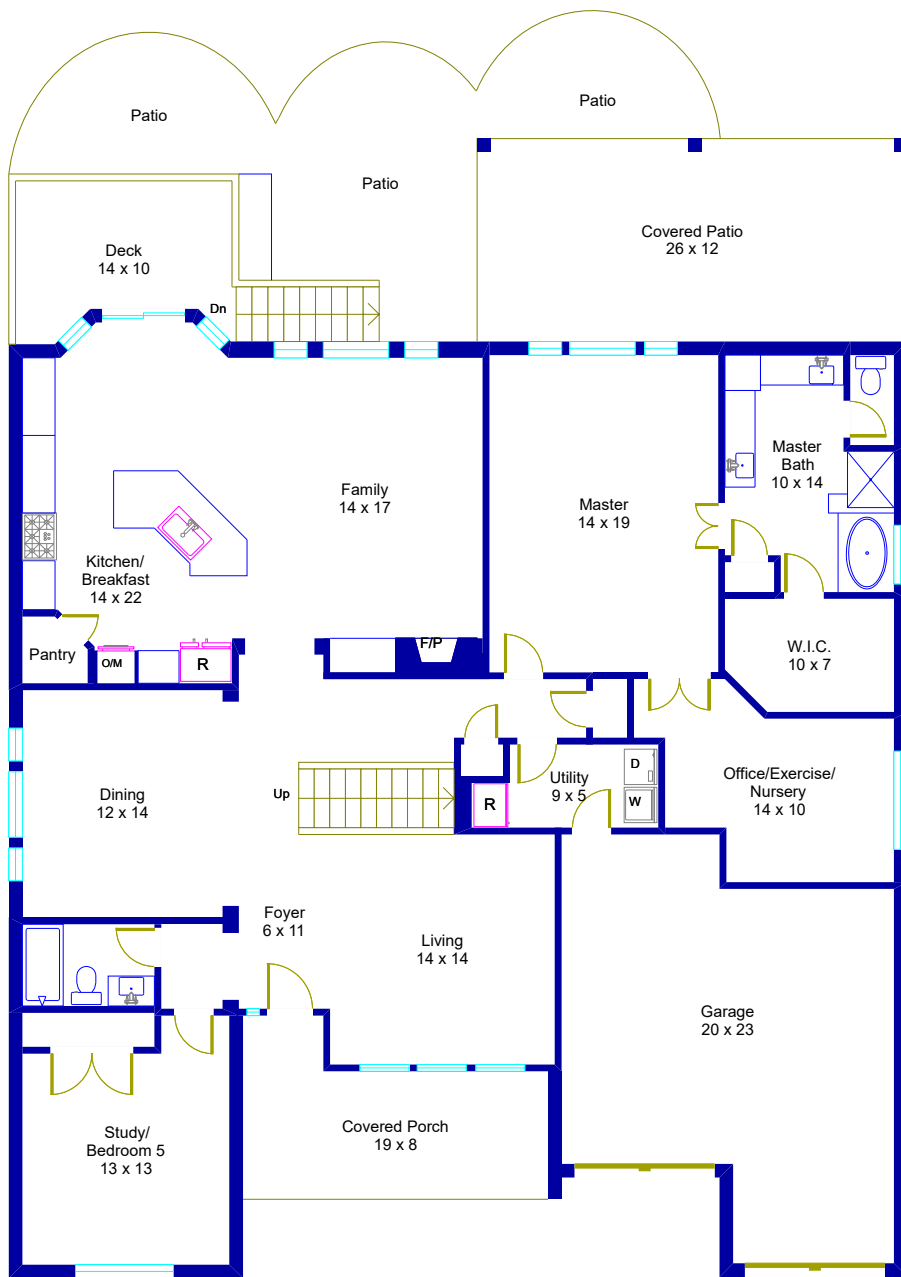 Patio
Patio
Patio
Covered Patio
26 x 12
Deck
14 x 10
Dn
Family
14 x 17
Master
14 x 19
Master
Bath
10 x 14
Kitchen/
Breakfast
14 x 22
Pantry
O/M
R
F/P
W.I.C.
10 x 7
Dining
12 x 14
Up
Utility
9 x 5
R
D
W
Office/Exercise/
Nursery
14 x 10
Foyer
6 x 11
Living
14 x 14
Garage
20 x 23
Study/
Bedroom 5
13 x 13
Covered Porch
19 x 8